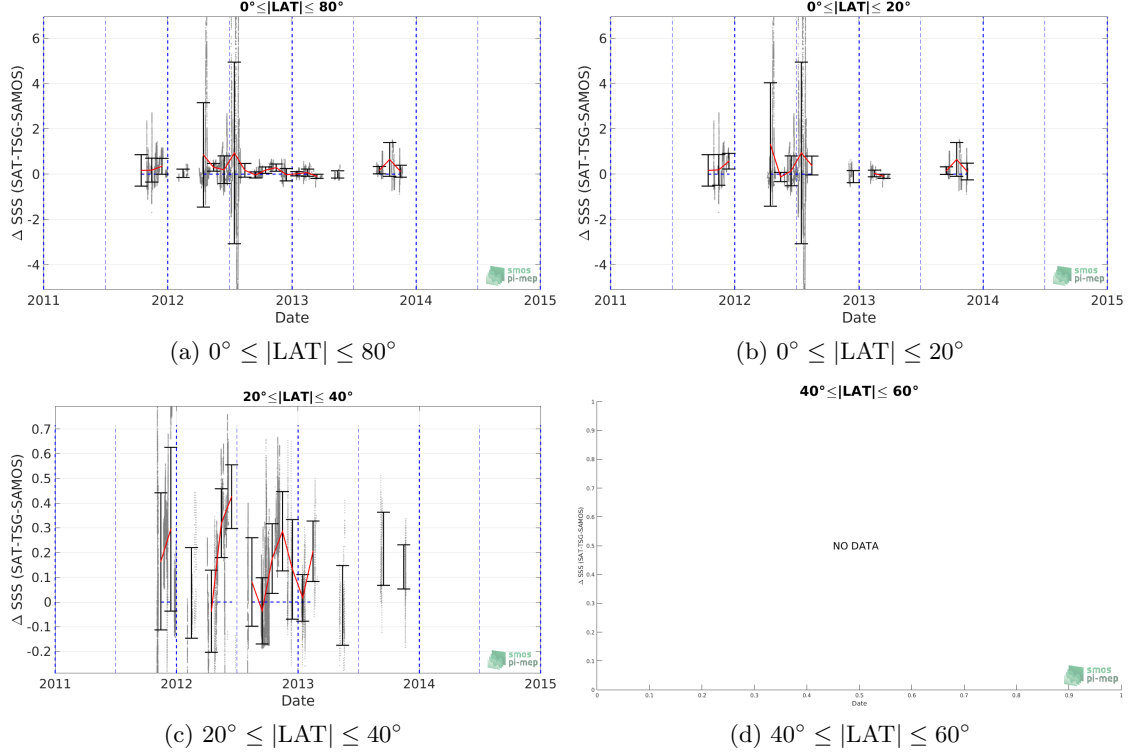 0°≤|LAT|≤ 80°
Δ SSS (SAT-TSG-SAMOS)
6
4
2
0
-2
-4
2011 2012 2013 2014 2015
Date
smos
pi-mep
(a) 0° ≤ |LAT| ≤ 80°
0°≤|LAT|≤ 20°
Δ SSS (SAT-TSG-SAMOS)
6
4
2
0
-2
-4
2011 2012 2013 2014 2015
Date
smos
pi-mep
(b) 0° ≤ |LAT| ≤ 20°
20°≤|LAT|≤ 40°
Δ SSS (SAT-TSG-SAMOS)
0.7
0.6
0.5
0.4
0.3
0.2
0.1
0
-0.1
-0.2
2011 2012 2013 2014 2015
Date
smos
pi-mep
(c) 20° ≤ |LAT| ≤ 40°
40°≤|LAT|≤ 60°
Δ SSS (SAT-TSG-SAMOS)
1
0.9
0.8
0.7
0.6
0.5
0.4
0.3
0.2
0.1
0
NO DATA
0 0.1 0.2 0.3 0.4 0.5 0.6 0.7 0.8 0.9 1
Date
smos
pi-mep
(d) 40° ≤ |LAT| ≤ 60°